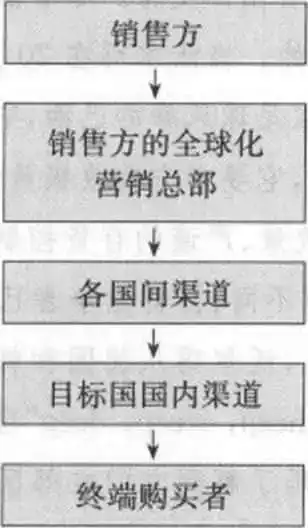 销售方
销售方的全球化
营销总部
各国间渠道
目标国国内渠道
终端购买者